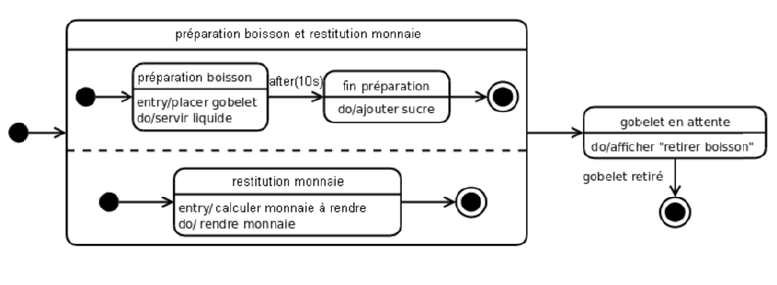 préparation boisson et restitution monnaie
préparation boisson
entry/placer gobelet
do/servir liquide
after(10s)
fin préparation
do/ajouter sucre
restitution monnaie
entry/ calculer monnaie à rendre
do/ rendre monnaie
gobelet en attente
do/afficher "retirer boisson"
gobelet retiré